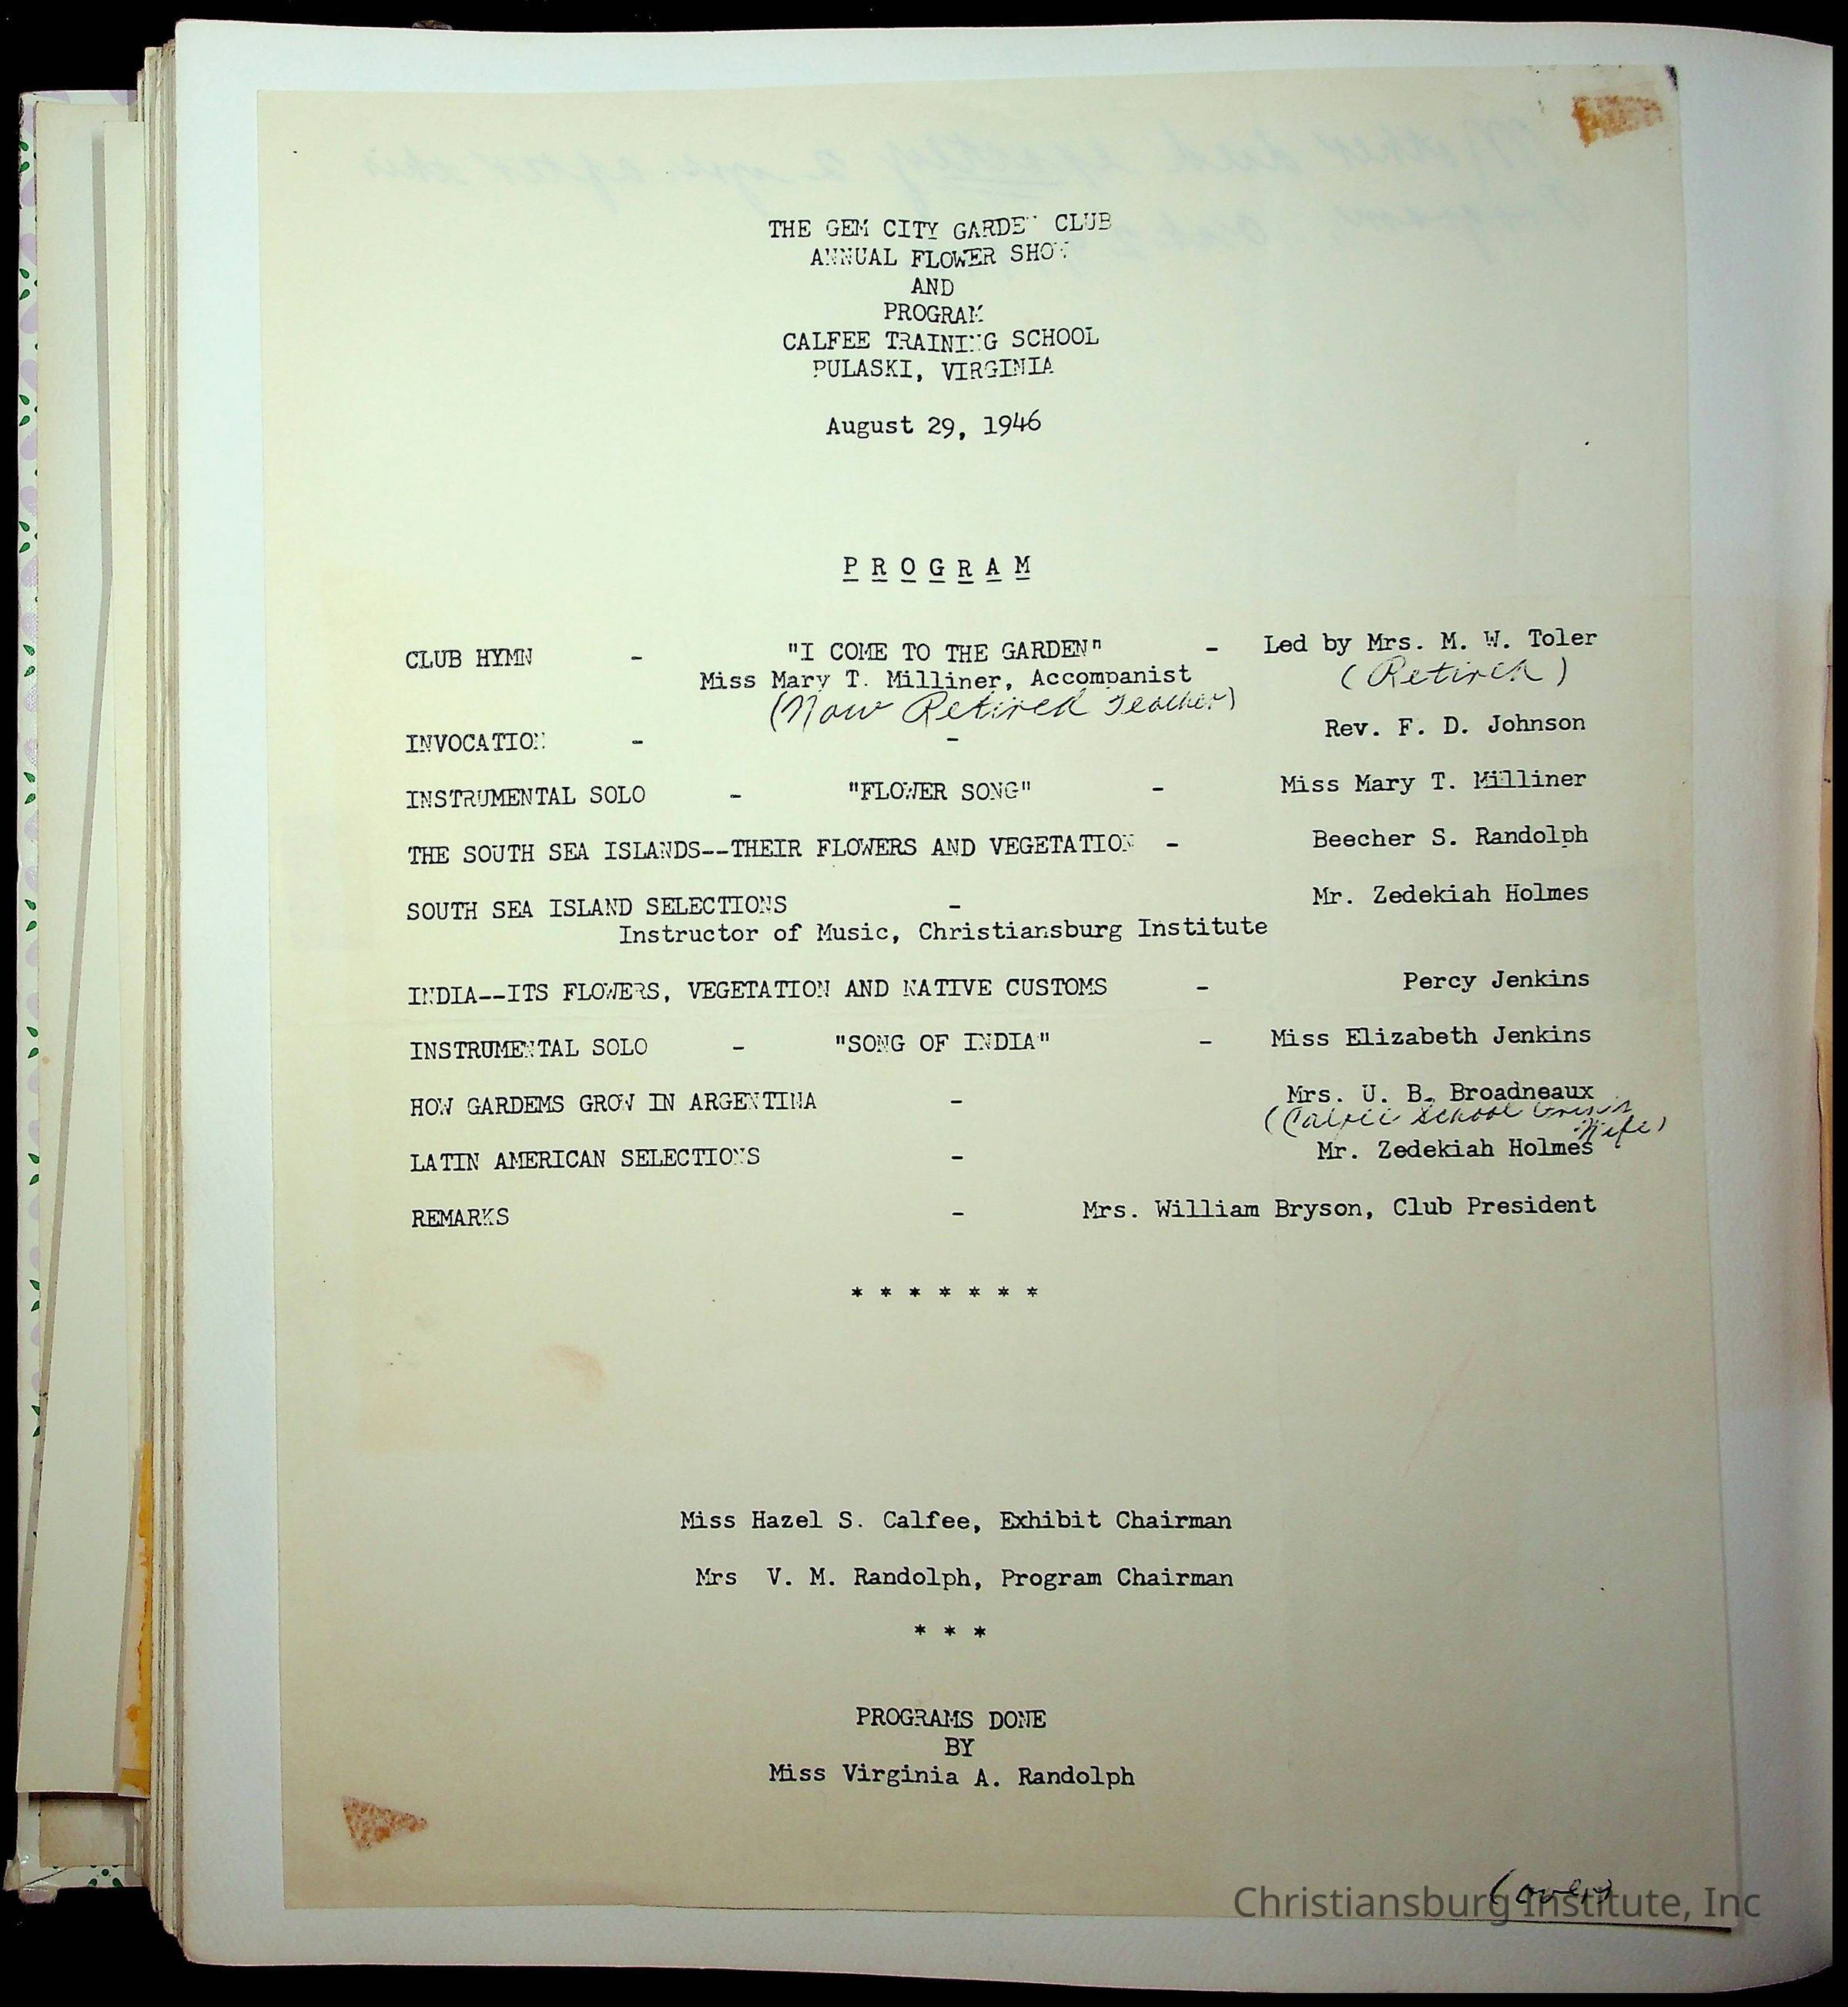 THE GEM CITY GARDEN CLUB
ANNUAL FLOWER SHOW
AND
PROGRAM
CALFEE TRAINING SCHOOL
PULASKI, VIRGINIA
August 29, 1946
PROGRAM
CLUB HYMN - "I COME TO THE GARDEN" - Led by Mrs. M. W. Toler
Miss Mary T. Milliner, Accompanist (Retired)
(Now Retired Teacher)
INVOCATION - - Rev. F. D. Johnson
INSTRUMENTAL SOLO - "FLOWER SONG" - Miss Mary T. Milliner
THE SOUTH SEA ISLANDS--THEIR FLOWERS AND VEGETATION - Beecher S. Randolph
SOUTH SEA ISLAND SELECTIONS - Mr. Zedekiah Holmes
Instructor of Music, Christiansburg Institute
INDIA--ITS FLOWERS, VEGETATION AND NATIVE CUSTOMS - Percy Jenkins
INSTRUMENTAL SOLO - "SONG OF INDIA" - Miss Elizabeth Jenkins
HOW GARDEMS GROW IN ARGENTINA - Mrs. U. B. Broadneaux
(Calfee School Wife)
LATIN AMERICAN SELECTIONS - Mr. Zedekiah Holmes
REMARKS - Mrs. William Bryson, Club President
* * * * * * *
Miss Hazel S. Calfee, Exhibit Chairman
Mrs V. M. Randolph, Program Chairman
* * *
PROGRAMS DONE
BY
Miss Virginia A. Randolph
(over)
Christiansburg Institute, Inc